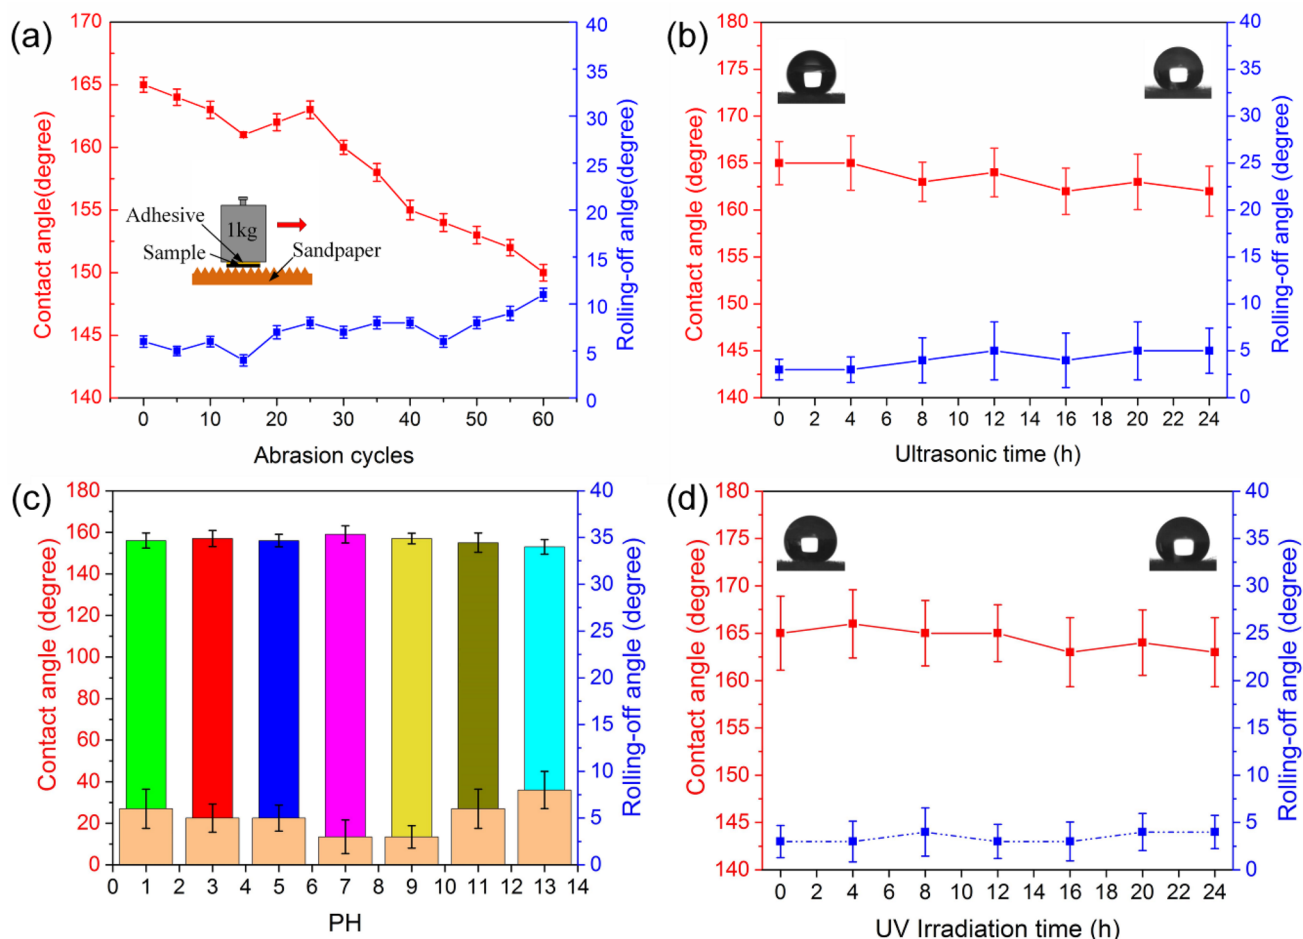 (a)
170
165
160
155
150
145
140
Contact angle(degree)
40
35
30
25
20
15
10
5
0
Rolling-off anlge(degree)
Adhesive
1kg
Sample
Sandpaper
0 10 20 30 40 50 60
Abrasion cycles
(b)
180
175
170
165
160
155
150
145
140
Contact angle (degree)
40
35
30
25
20
15
10
5
0
Rolling-off angle (degree)
0 2 4 6 8 10 12 14 16 18 20 22 24
Ultrasonic time (h)
(c)
180
160
140
120
100
80
60
40
20
0
Contact angle (degree)
40
35
30
25
20
15
10
5
0
Rolling-off angle (degree)
0 1 2 3 4 5 6 7 8 9 10 11 12 13 14
PH
(d)
180
175
170
165
160
155
150
145
140
Contact angle (degree)
40
35
30
25
20
15
10
5
0
Rolling-off angle (degree)
0 2 4 6 8 10 12 14 16 18 20 22 24
UV Irradiation time (h)